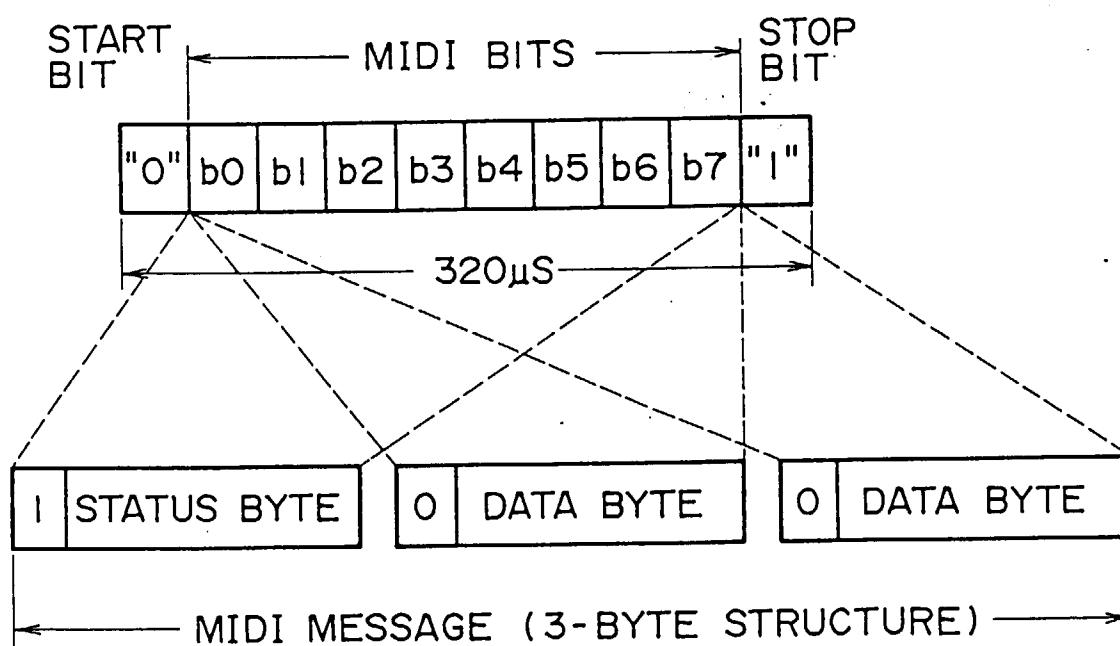 START
BIT
MIDI BITS
STOP
BIT
"0" b0 b1 b2 b3 b4 b5 b6 b7 "1"
320μS
1 STATUS BYTE 0 DATA BYTE 0 DATA BYTE
MIDI MESSAGE (3-BYTE STRUCTURE)